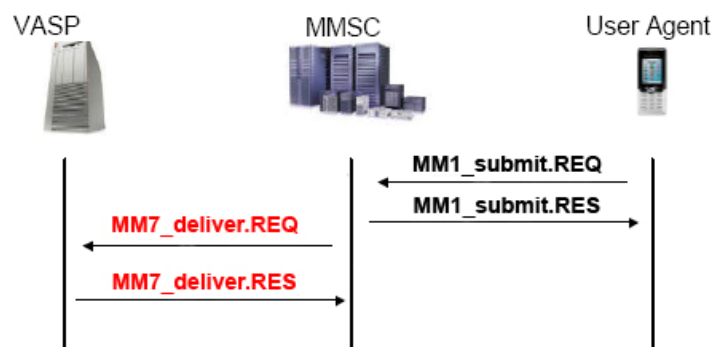 VASP
MMSC
User Agent
MM1_submit.REQ
MM1_submit.RES
MM7_deliver.REQ
MM7_deliver.RES